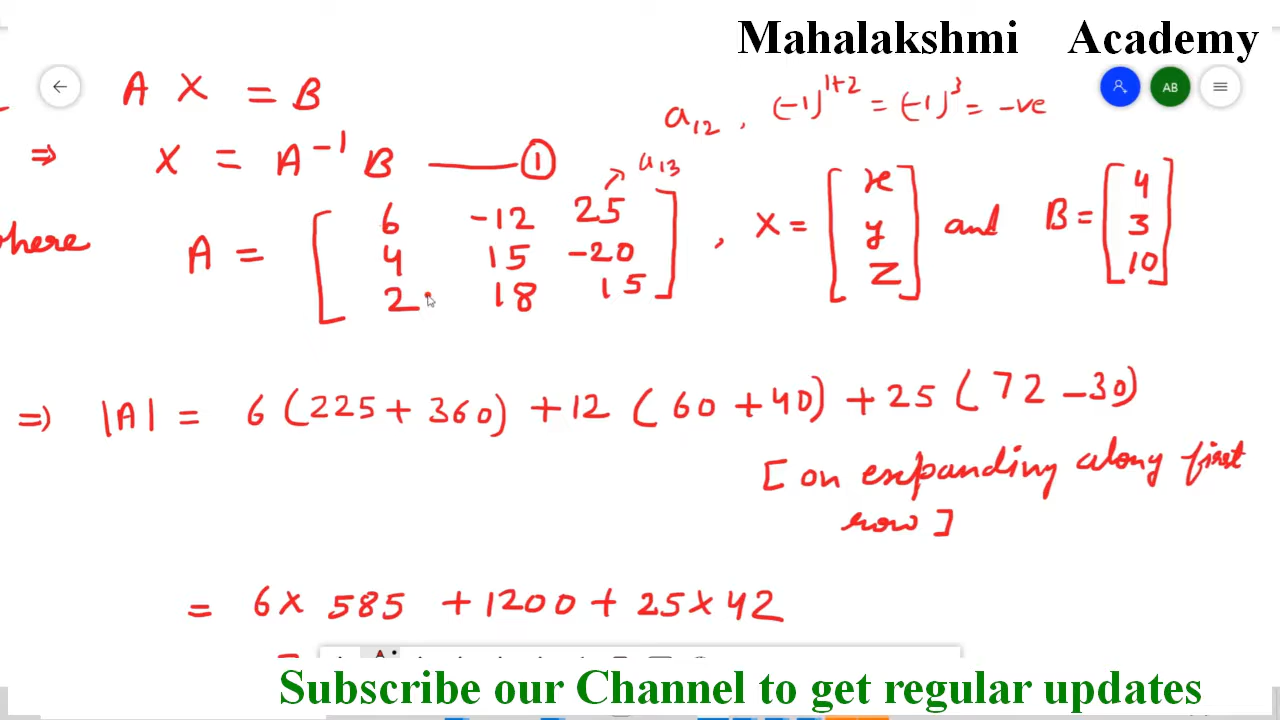 Mahalakshmi Academy
A X = B
a12 , (-1)^1+2 = (-1)^3 = -ve
AB
⇒ X = A^-1 B —— ①
a13
where A = [ 6 -12 25
4 15 -20
2 18 15 ] , X = [ x
y
z ] and B = [ 4
3
10 ]
⇒ |A| = 6 (225 + 360) + 12 ( 60 + 40) + 25 ( 72 - 30)
[ on expanding along first
row ]
= 6 x 585 + 1200 + 25 x 42
Subscribe our Channel to get regular updates